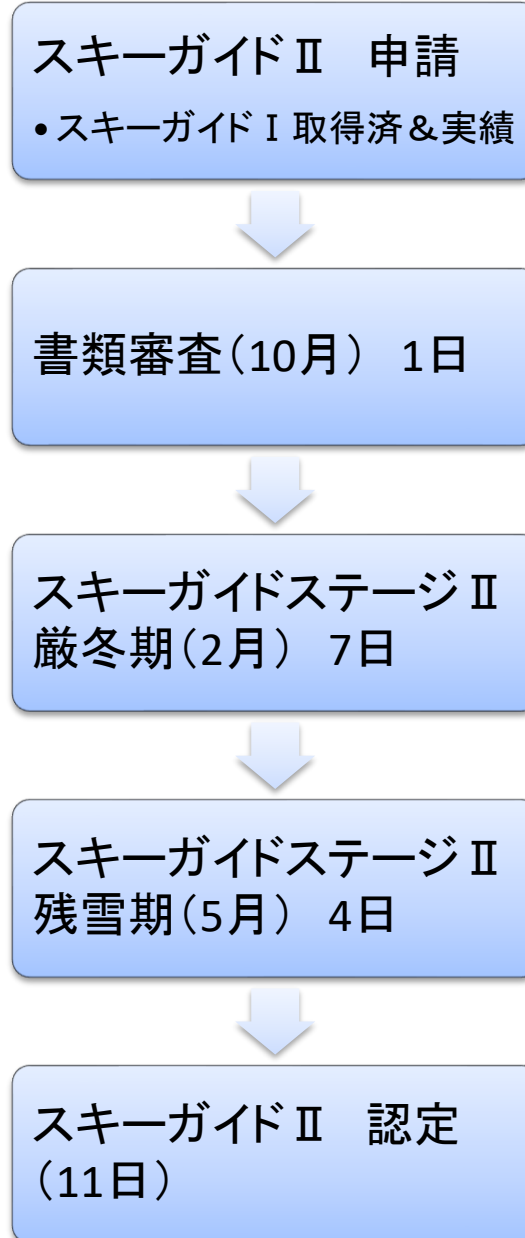 スキーガイドⅡ　申請
•スキーガイドⅠ取得済＆実績
書類審査（10月）　1日
スキーガイドステージⅡ
厳冬期（2月）　7日
スキーガイドステージⅡ
残雪期（5月）　4日
スキーガイドⅡ　認定
（11日）